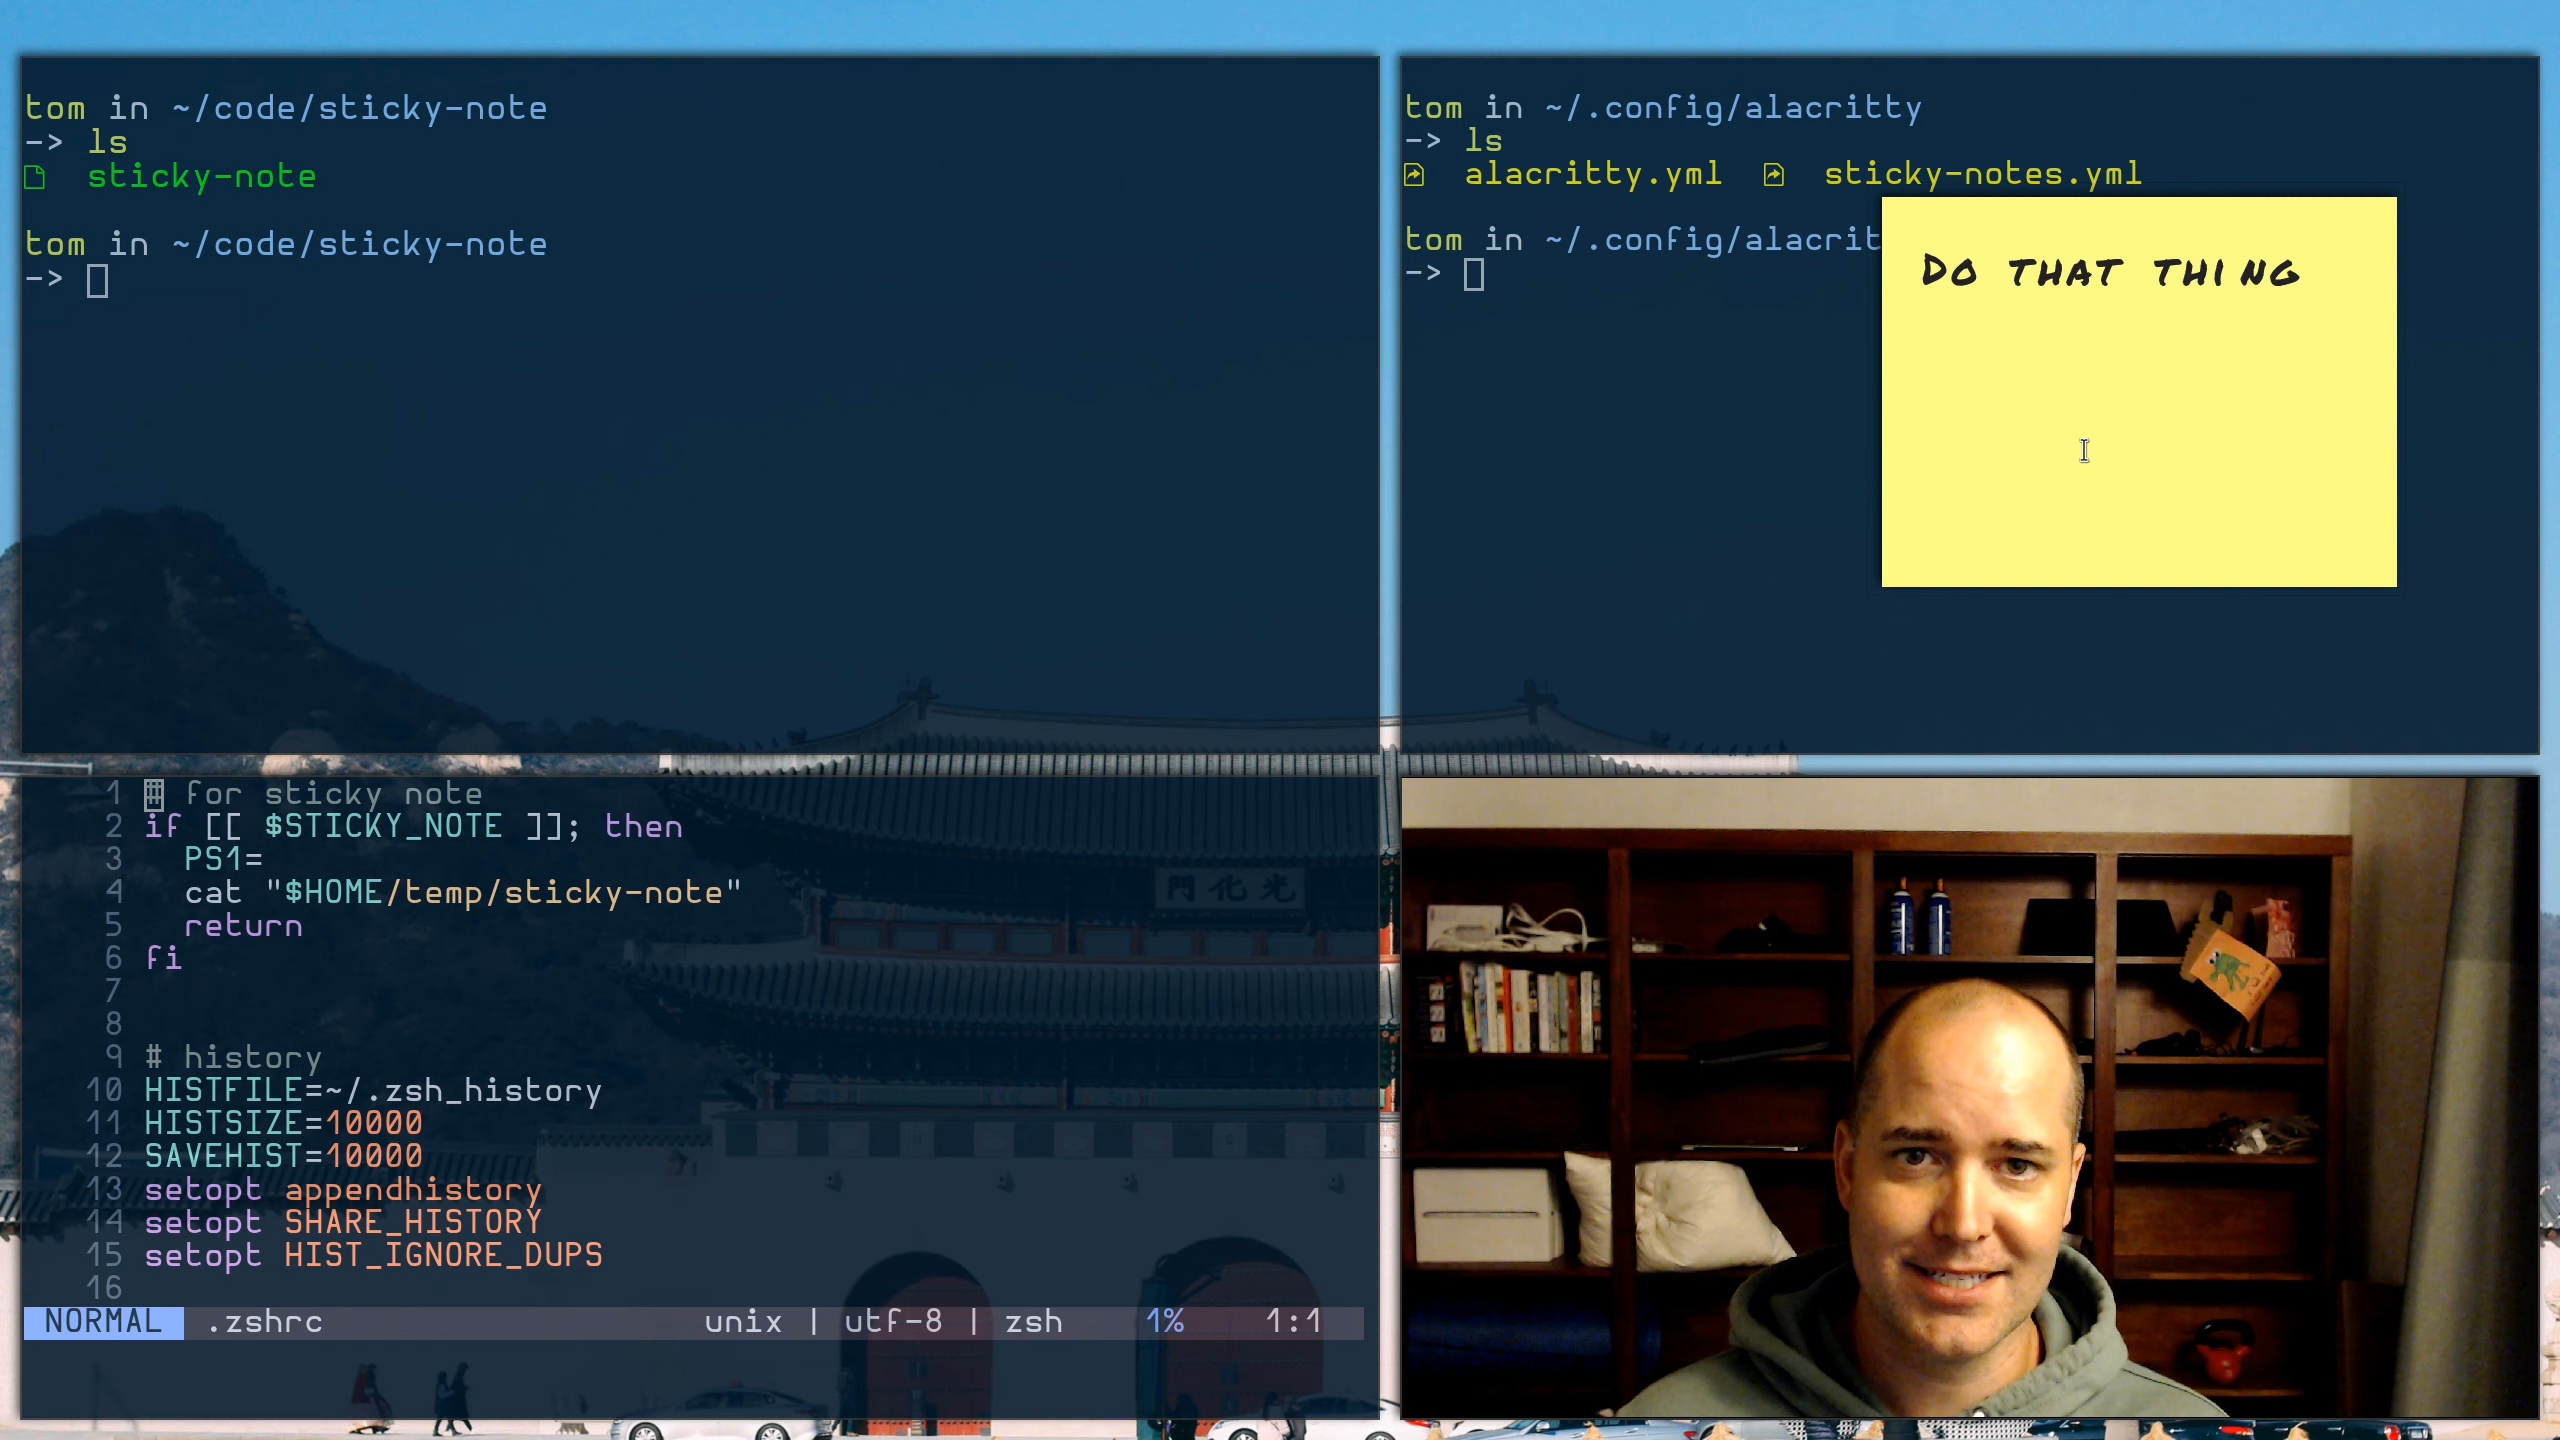 tom in ~/code/sticky-note
-> ls
sticky-note
tom in ~/code/sticky-note
->
tom in ~/.config/alacritty
-> ls
alacritty.yml sticky-notes.yml
tom in ~/.config/alacrit
->
Do that thing
1 # for sticky note
2 if [[ $STICKY_NOTE ]]; then
3 PS1=
4 cat "$HOME/temp/sticky-note"
5 return
6 fi
7
8
9 # history
10 HISTFILE=~/.zsh_history
11 HISTSIZE=10000
12 SAVEHIST=10000
13 setopt appendhistory
14 setopt SHARE_HISTORY
15 setopt HIST_IGNORE_DUPS
16
NORMAL .zshrc unix | utf-8 | zsh 1% 1:1
門化光